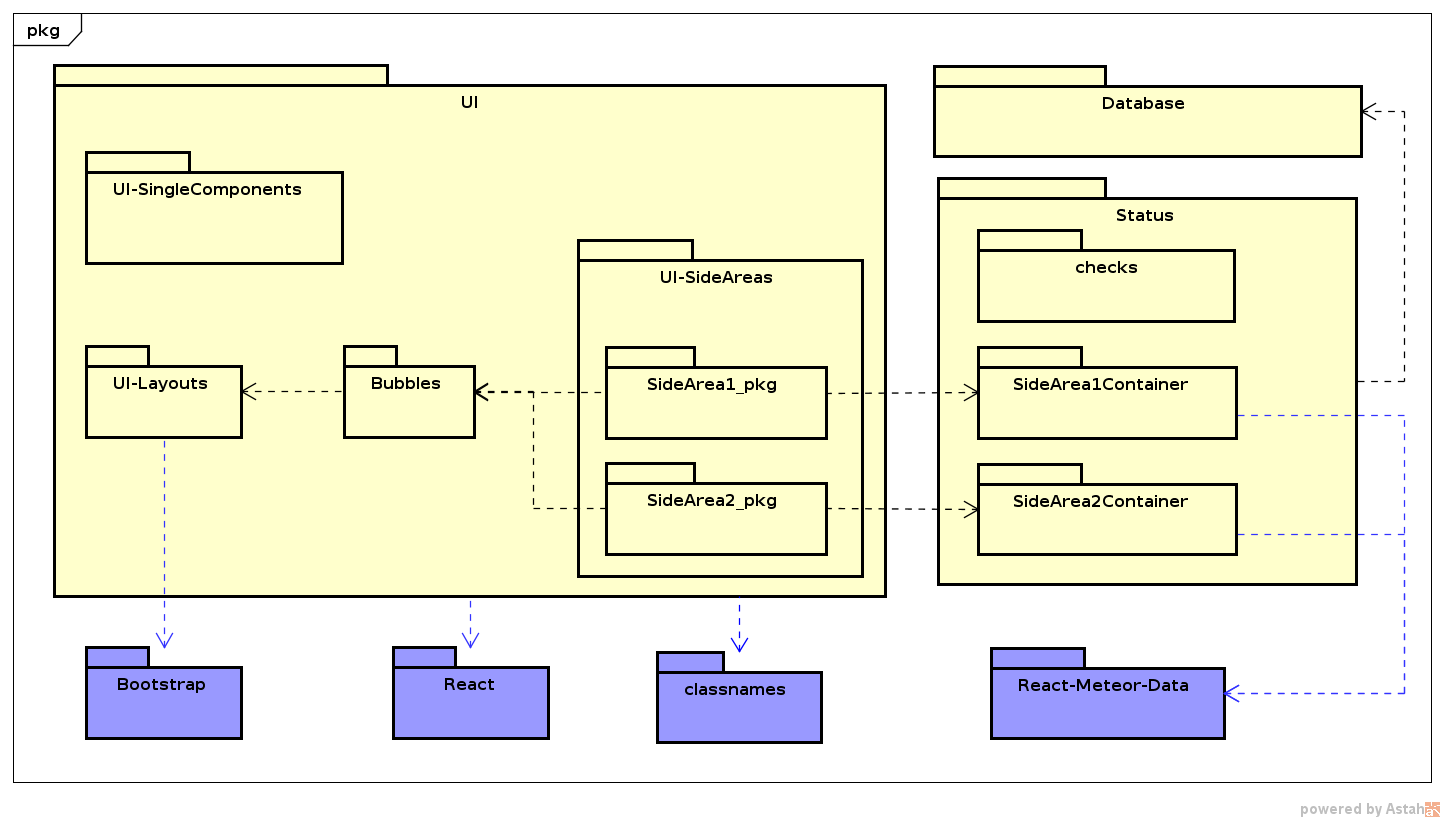 pkg
UI
Database
UI-SingleComponents
Status
checks
UI-SideAreas
UI-Layouts
Bubbles
SideArea1_pkg
SideArea1Container
SideArea2_pkg
SideArea2Container
Bootstrap
React
classnames
React-Meteor-Data
powered by Astah